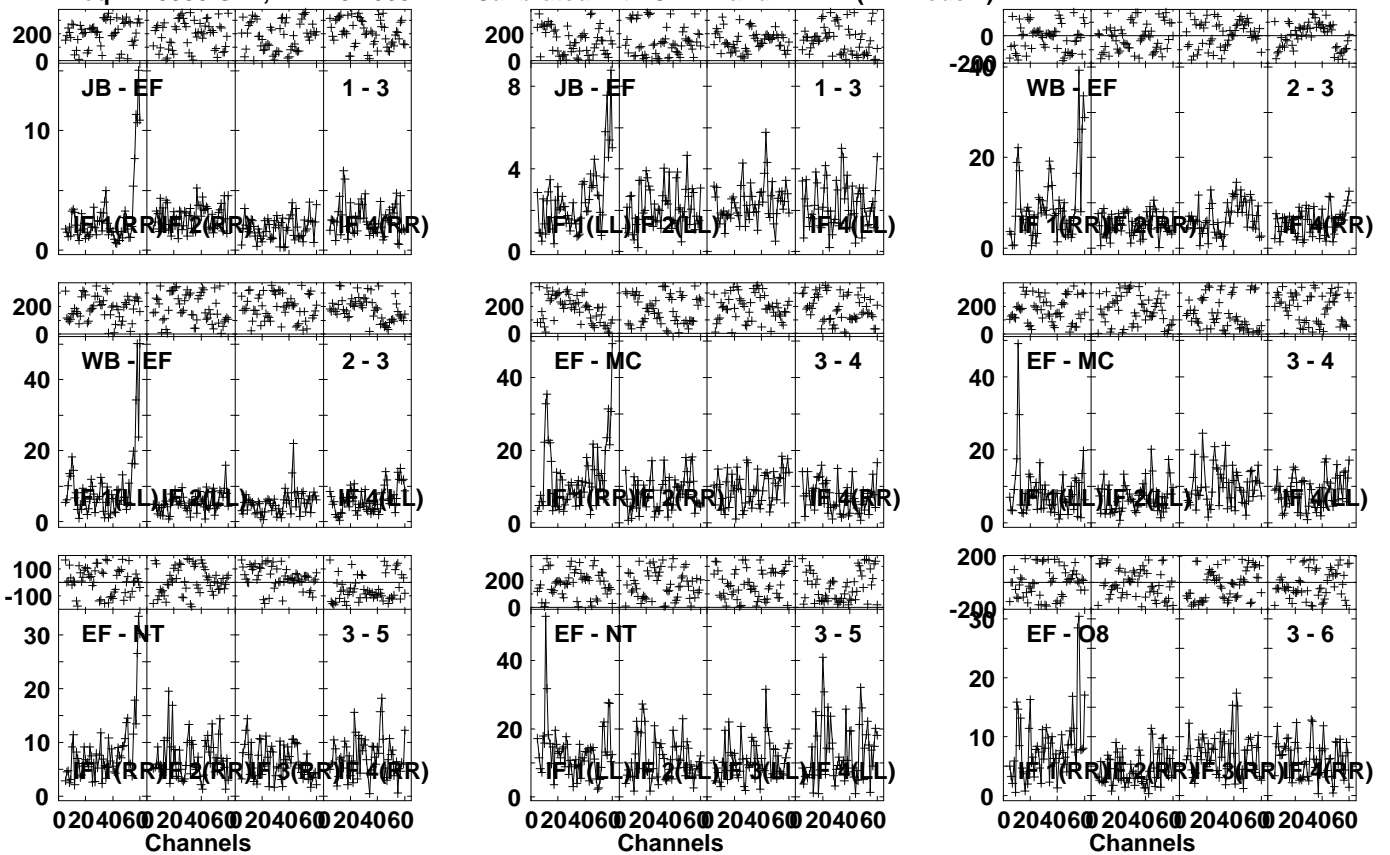 200 200 0
0 0 -200
JB - EF 1 - 3 JB - EF 1 - 3 WB - EF 2 - 3
10 8 40
4 20
0 0 0
IF 1(RR) IF 2(RR) IF 4(RR) IF 1(LL) IF 2(LL) IF 4(LL) IF 1(RR) IF 2(RR) IF 4(RR)
200 200 200
0 0 0
WB - EF 2 - 3 EF - MC 3 - 4 EF - MC 3 - 4
40 40 40
20 20 20
0 0 0
IF 1(LL) IF 2(LL) IF 4(LL) IF 1(RR) IF 2(RR) IF 4(RR) IF 1(LL) IF 2(LL) IF 4(LL)
100 200 200
-100 0 -200
EF - NT 3 - 5 EF - NT 3 - 5 EF - O8 3 - 6
30 40 30
20 20 20
10 10
0 0 0
IF 1(RR) IF 2(RR) IF 3(RR) IF 4(RR) IF 1(LL) IF 2(LL) IF 3(LL) IF 4(LL) IF 1(RR) IF 2(RR) IF 3(RR) IF 4(RR)
0 20 40 60 0 20 40 60 0 20 40 60 0 20 40 60 0 20 40 60 0 20 40 60 0 20 40 60 0 20 40 60 0 20 40 60 0 20 40 60 0 20 40 60 0 20 40 60
Channels Channels Channels